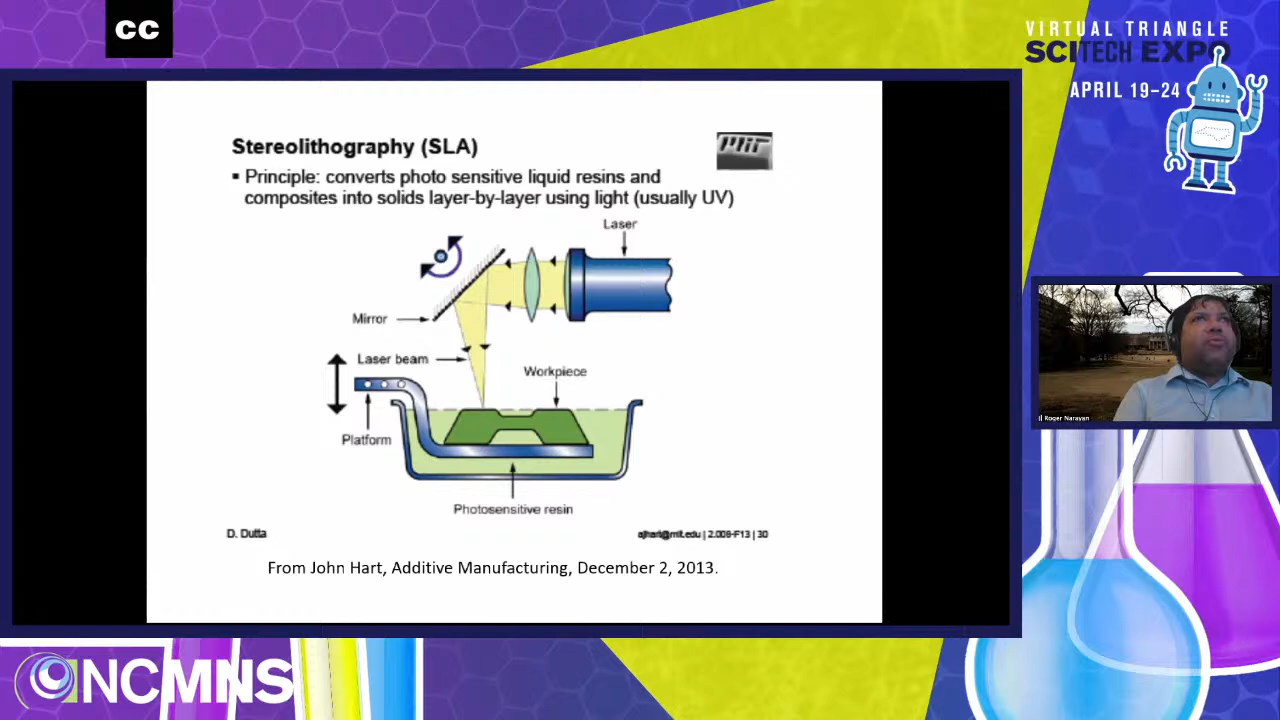 CC
VIRTUAL TRIANGLE
SCITECH EXPO
APRIL 19–24
Stereolithography (SLA)
MIT
▪ Principle: converts photo sensitive liquid resins and
composites into solids layer-by-layer using light (usually UV)
Laser
Mirror
Laser beam
Workpiece
Platform
Photosensitive resin
D. Dutta
ajhart@mit.edu | 2.008-F13 | 30
From John Hart, Additive Manufacturing, December 2, 2013.
Roger Narayan
NCMNS